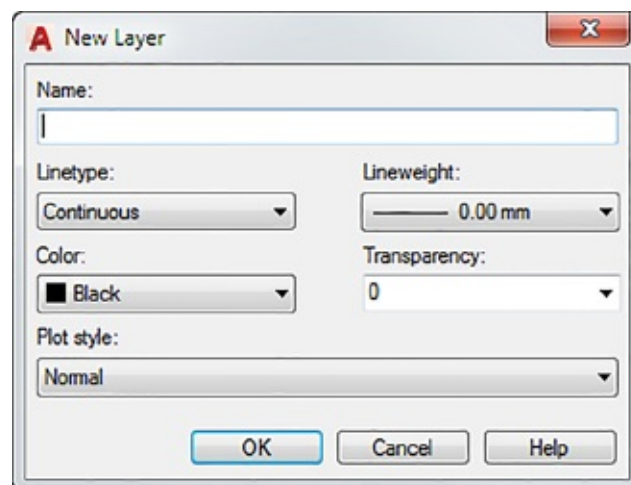 New Layer
Name:
Linetype: Lineweight:
Continuous 0.00 mm
Color: Transparency:
Black 0
Plot style:
Normal
OK Cancel Help